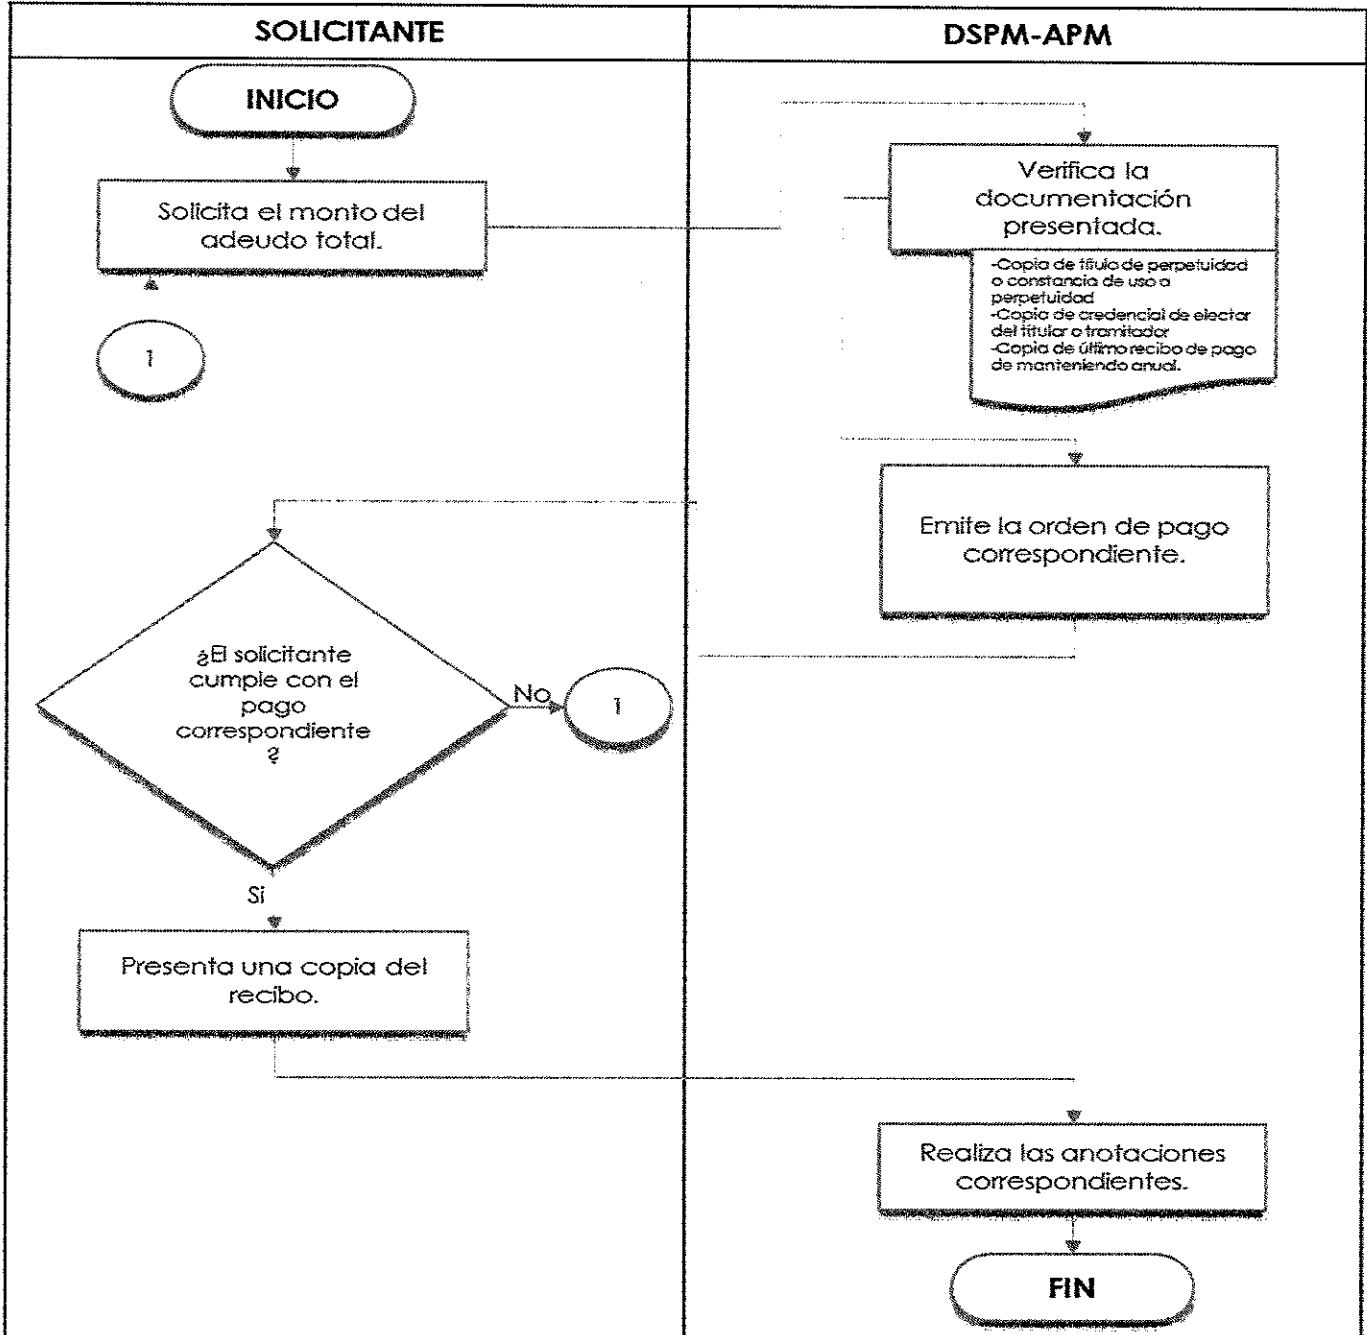 SOLICITANTE
DSPM-APM
INICIO
Solicita el monto del
adeudo total.
1
Verifica la
documentación
presentada.
-Copia de título de perpetuidad
o constancia de uso a
perpetuidad
-Copia de credencial de elector
del titular o tramitador
-Copia de último recibo de pago
de manteniendo anual.
Emite la orden de pago
correspondiente.
¿El solicitante
cumple con el
pago
correspondiente
?
No
1
Si
Presenta una copia del
recibo.
Realiza las anotaciones
correspondientes.
FIN